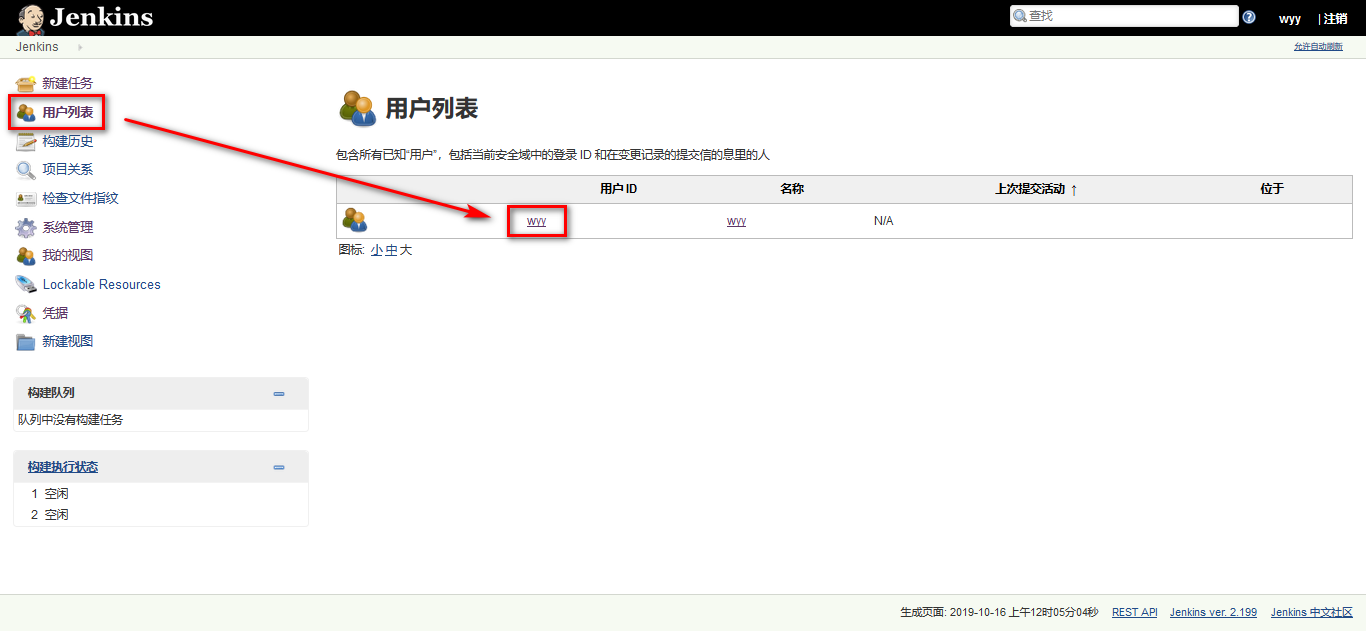 Jenkins
查找
wyy | 注销
Jenkins
允许自动刷新
新建任务
用户列表
构建历史
项目关系
检查文件指纹
系统管理
我的视图
Lockable Resources
凭据
新建视图
构建队列
队列中没有构建任务
构建执行状态
1 空闲
2 空闲
用户列表
包含所有已知“用户”，包括当前安全域中的登录 ID 和在变更记录的提交信的息里的人
用户 ID 名称 上次提交活动 ↑ 位于
wyy wyy N/A
图标: 小 中 大
生成页面: 2019-10-16 上午12时05分04秒 REST API Jenkins ver. 2.199 Jenkins 中文社区